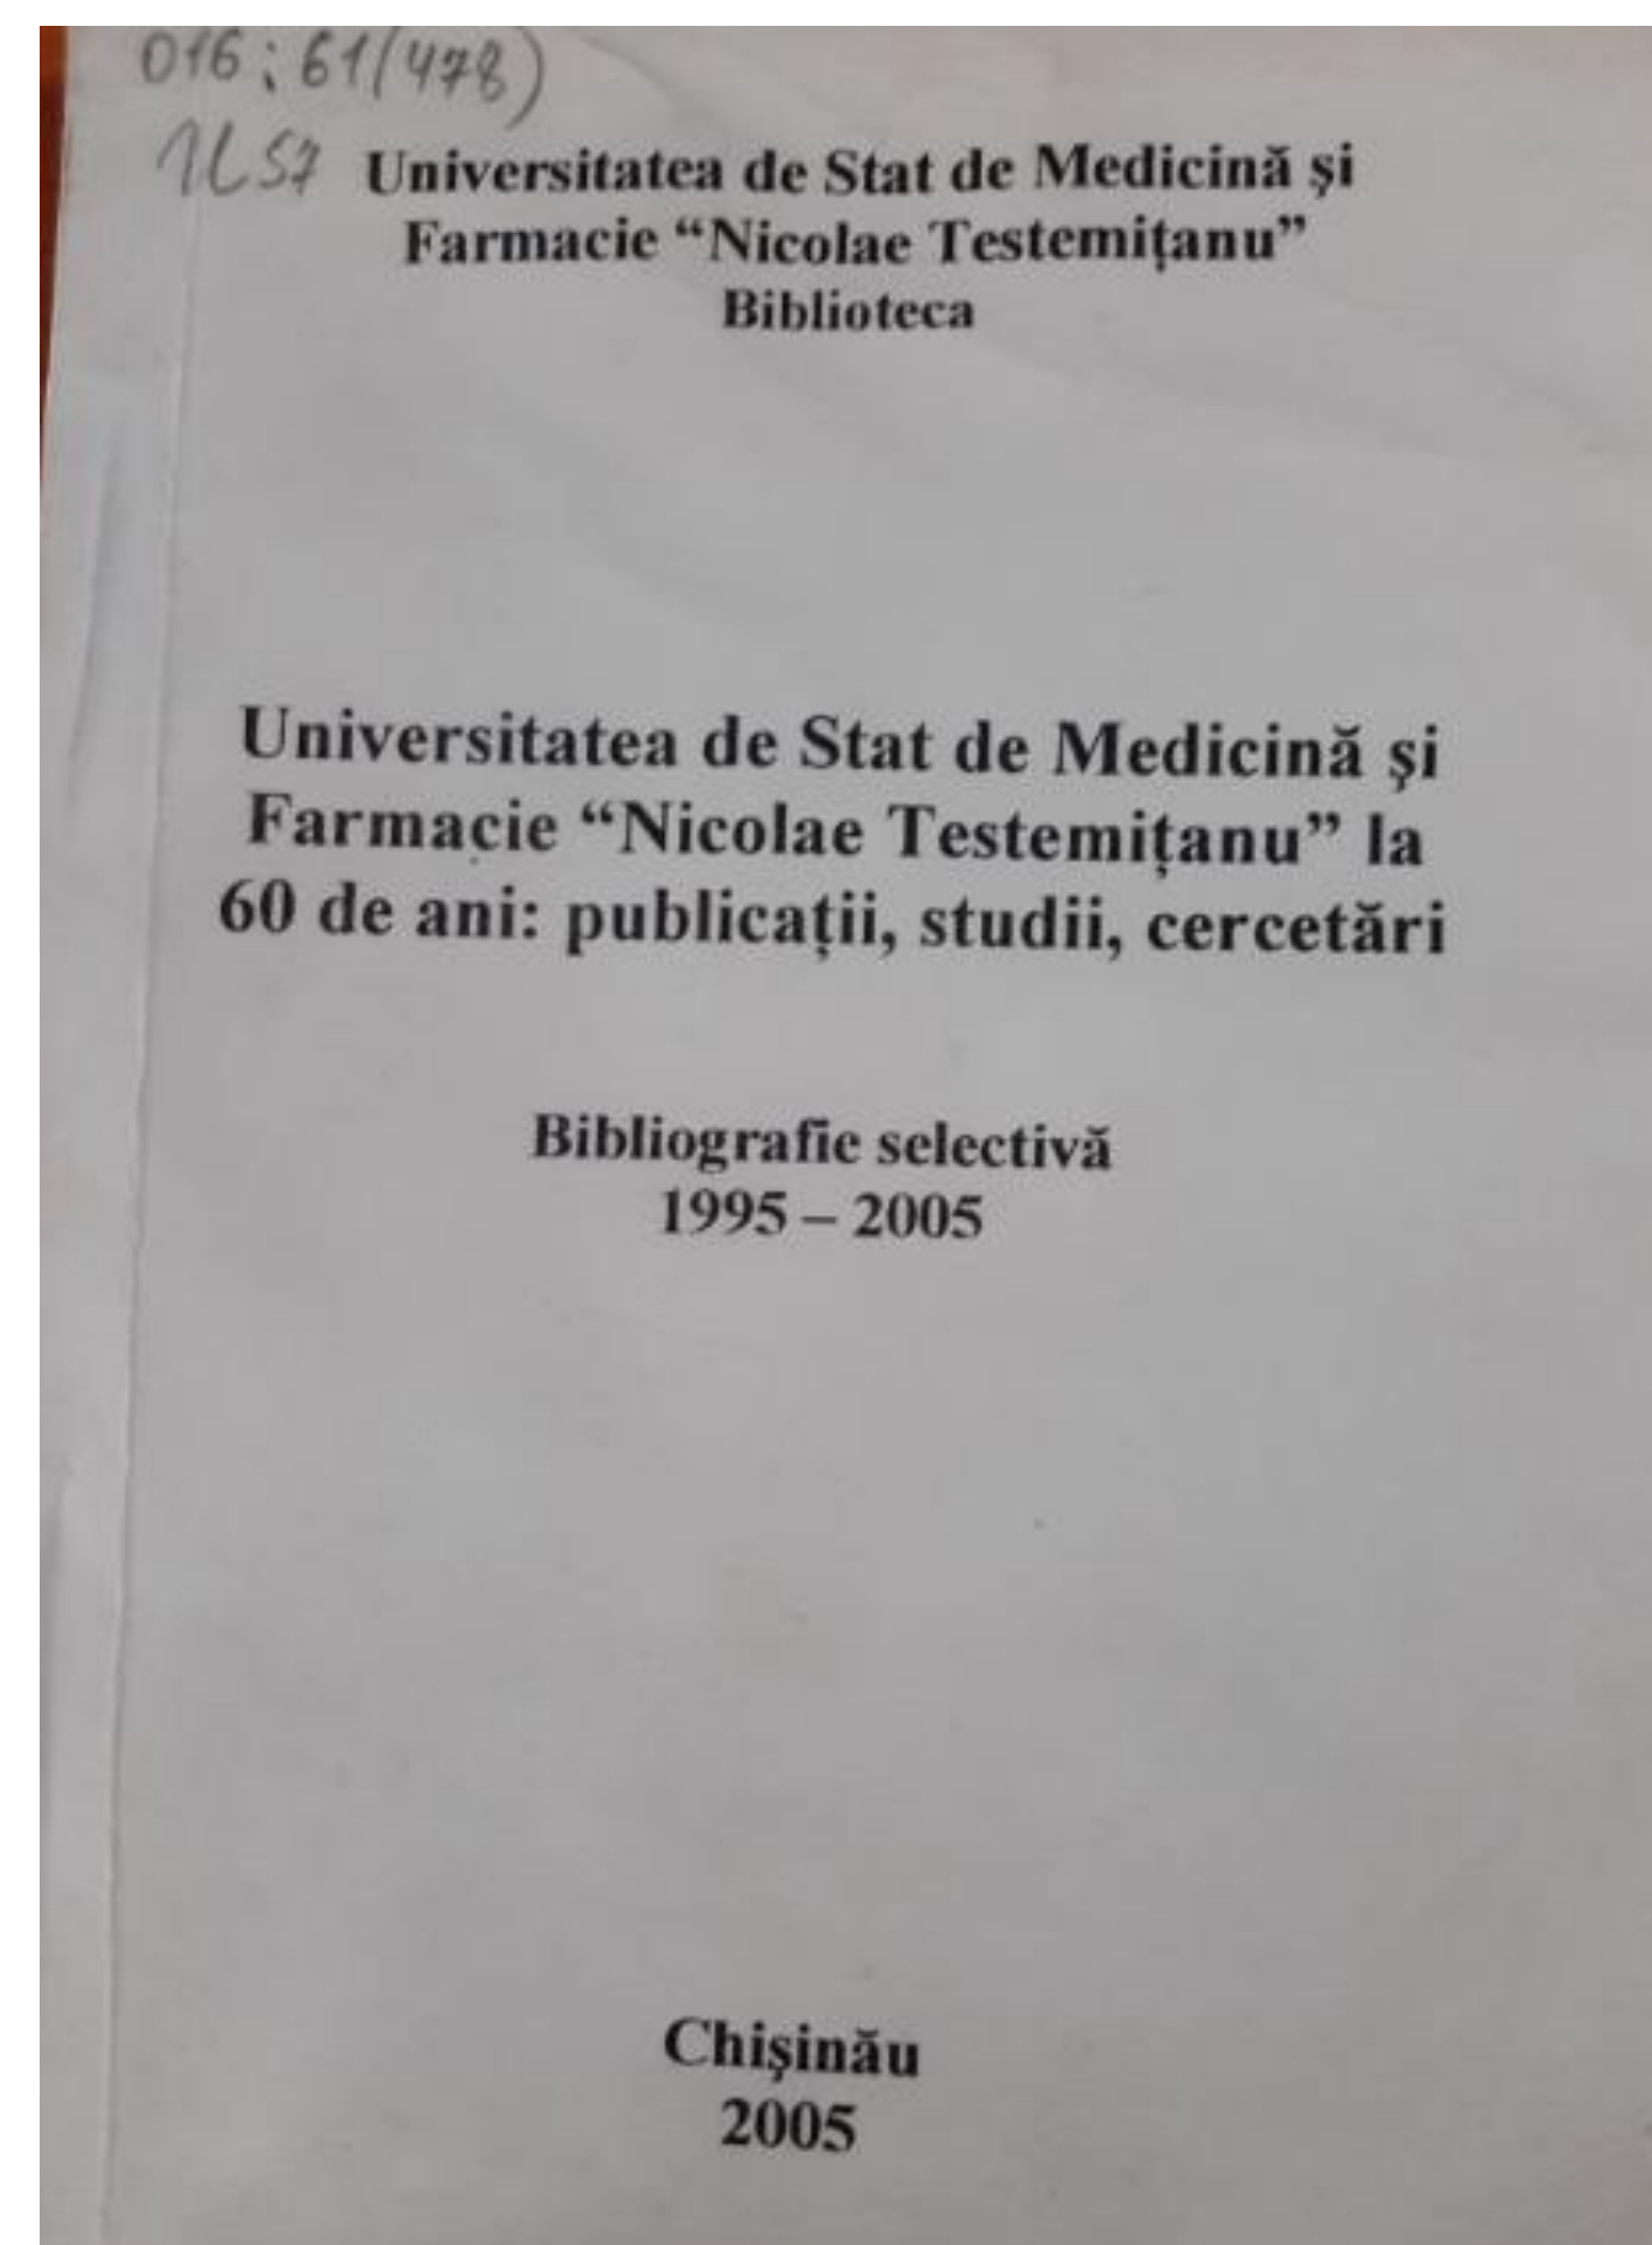 016:61(478)
Universitatea de Stat de Medicină şi
Farmacie “Nicolae Testemiţanu”
Biblioteca
Universitatea de Stat de Medicină şi
Farmacie “Nicolae Testemiţanu” la
60 de ani: publicaţii, studii, cercetări
Bibliografie selectivă
1995 – 2005
Chişinău
2005